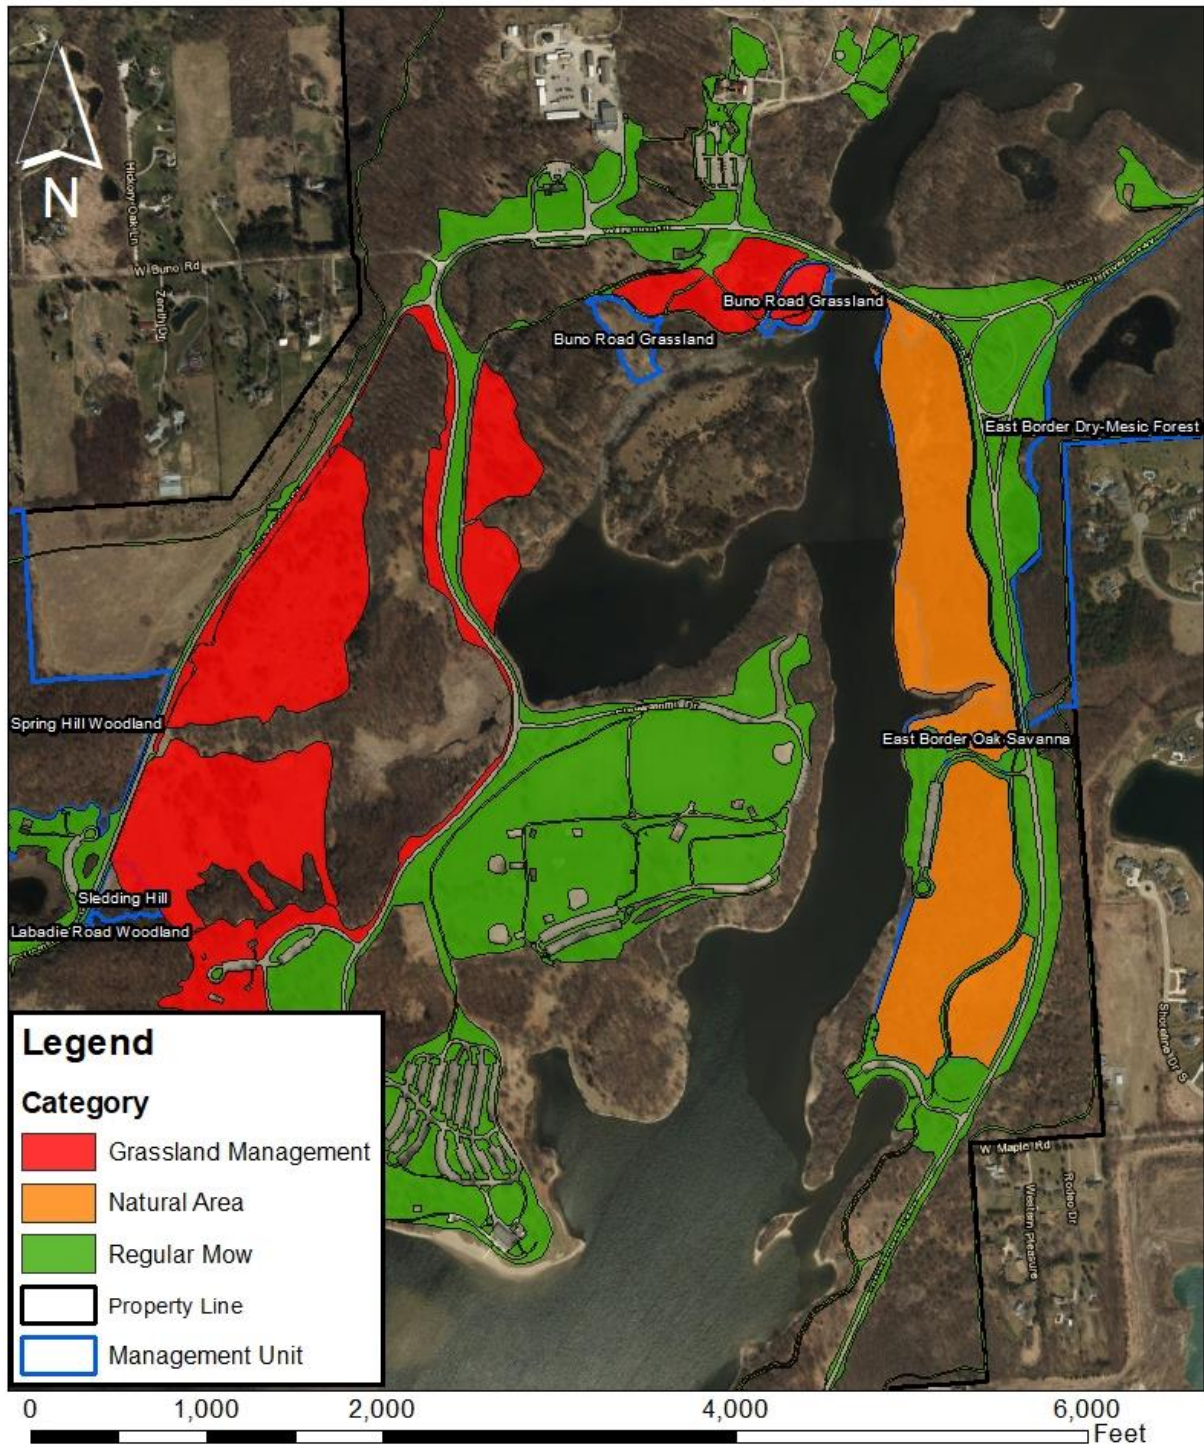 N
Hickory Oak Ln
W Buno Rd
Zenith Dr
Buno Road Grassland
Buno Road Grassland
East Border Dry-Mesic Forest
Spring Hill Woodland
East Border Oak Savanna
Sledding Hill
Labadie Road Woodland
Shoreline Dr S
W Maple Rd
Rodeo Dr
Western Pleasure
Legend
Category
Grassland Management
Natural Area
Regular Mow
Property Line
Management Unit
0 1,000 2,000 4,000 6,000
Feet